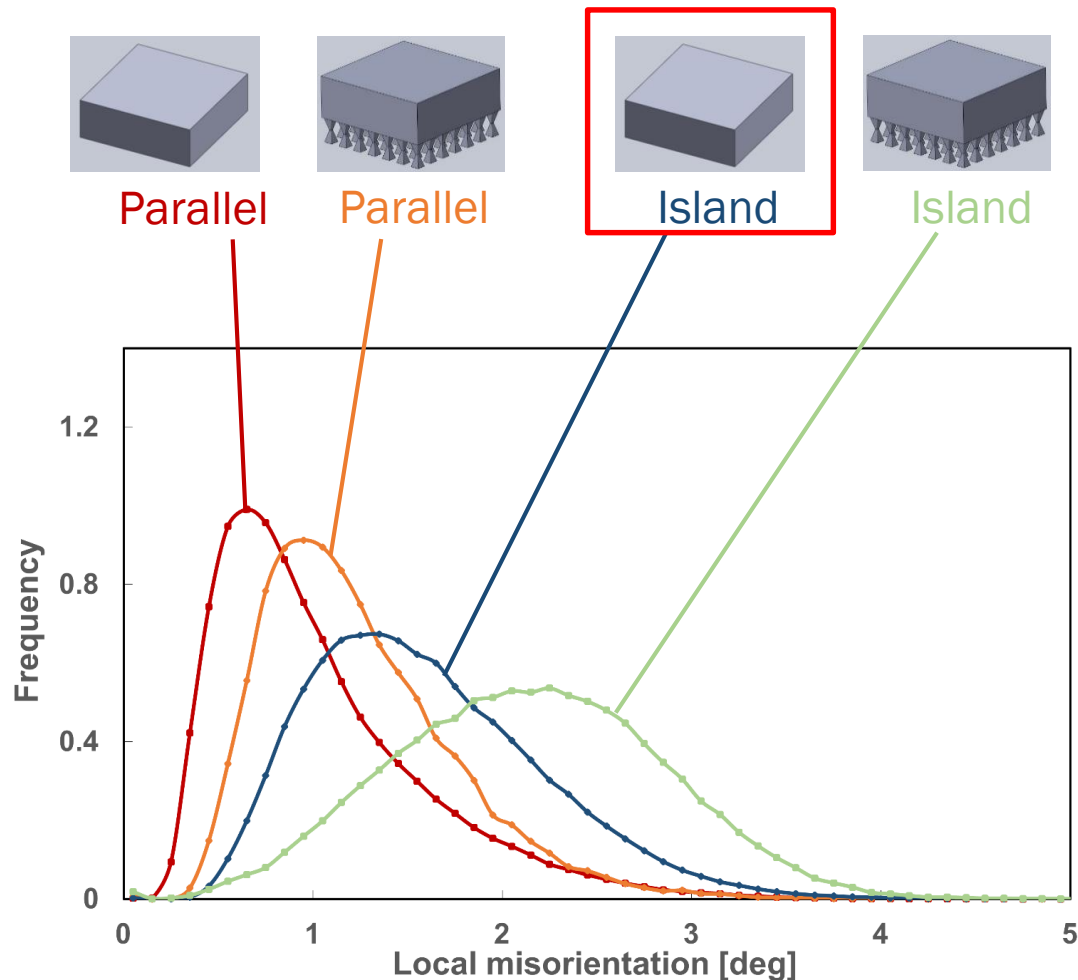 Parallel
Parallel
Island
Island
1.2
0.8
0.4
0
0
1
2
3
4
5
Frequency
Local misorientation [deg]